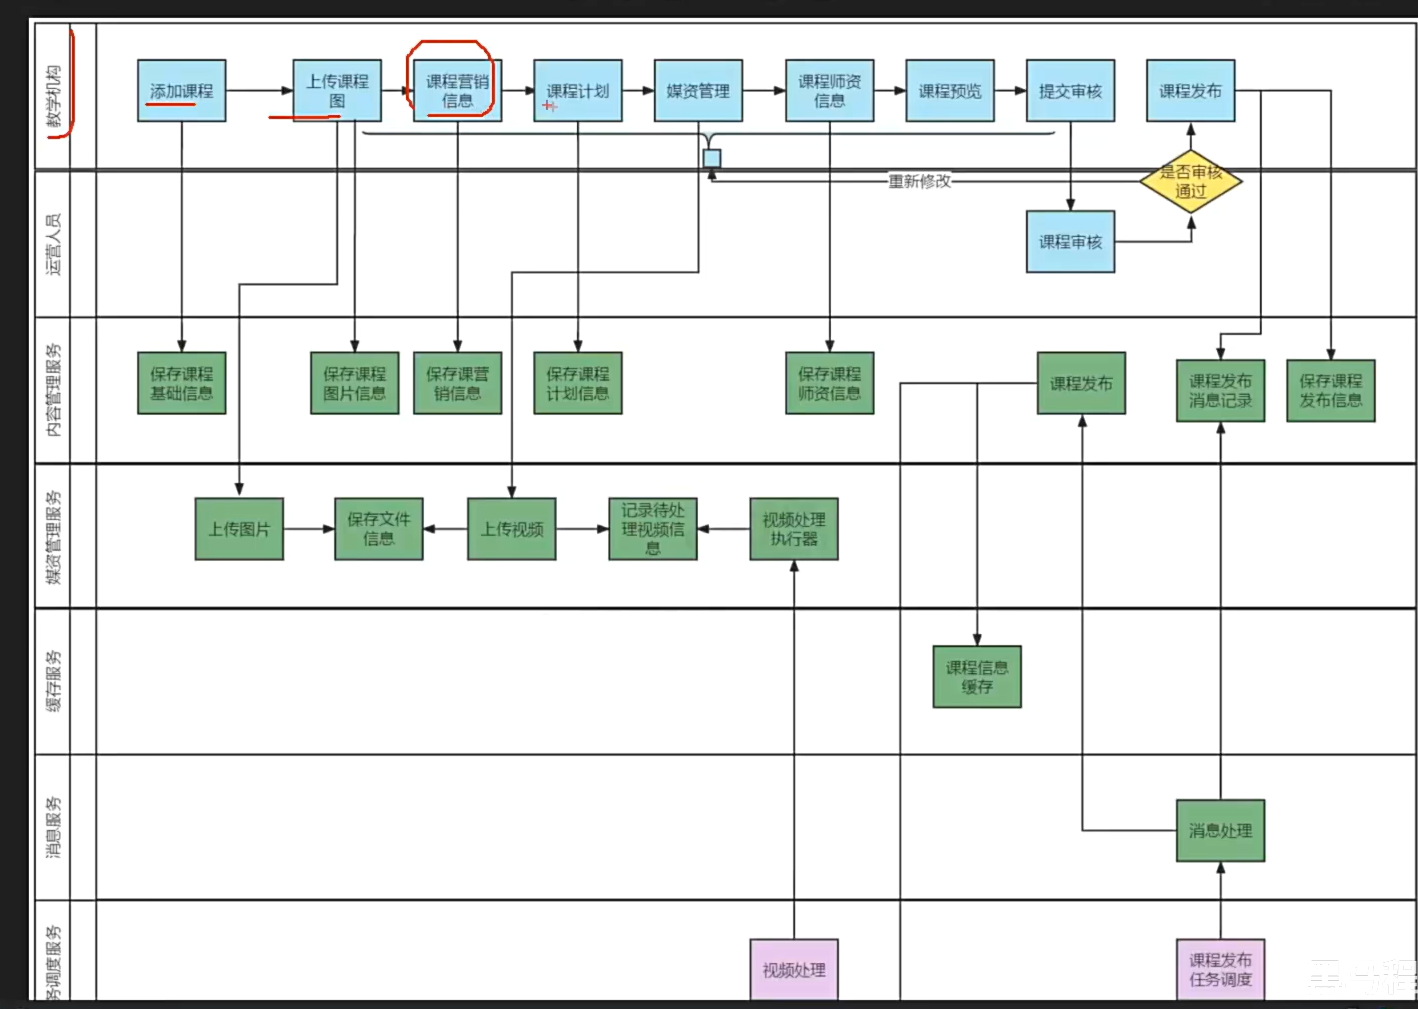 教学机构
添加课程
上传课程
图
课程营销
信息
课程计划
媒资管理
课程师资
信息
课程预览
提交审核
课程发布
运营人员
重新修改
是否审核
通过
课程审核
内容管理服务
保存课程
基础信息
保存课程
图片信息
保存课营
销信息
保存课程
计划信息
保存课程
师资信息
课程发布
课程发布
消息记录
保存课程
发布信息
媒资管理服务
上传图片
保存文件
信息
上传视频
记录待处
理视频信
息
视频处理
执行器
缓存服务
课程信息
缓存
消息服务
消息处理
务调度服务
视频处理
课程发布
任务调度